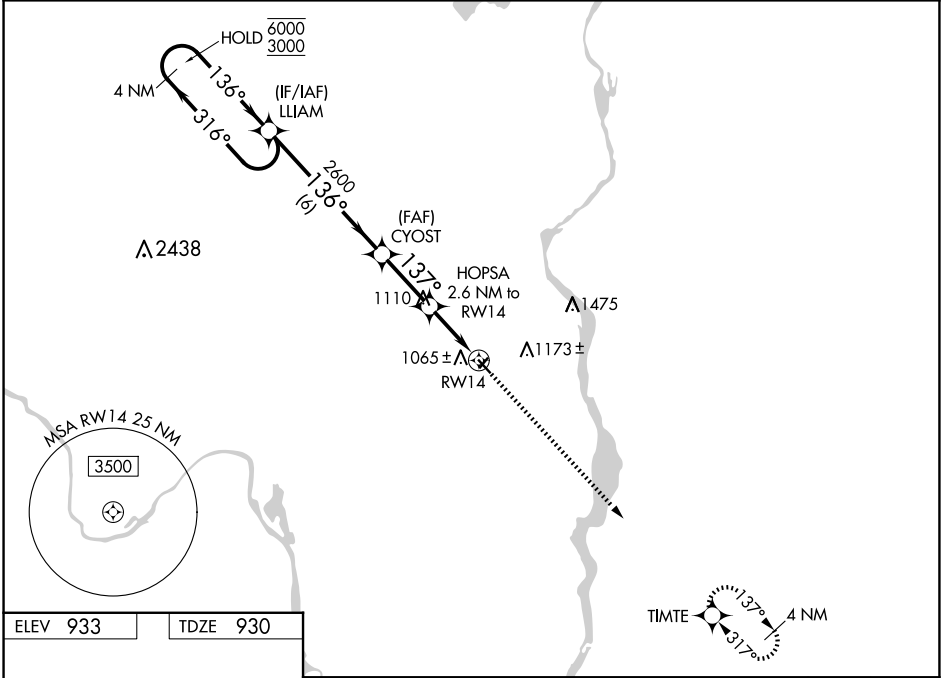 HOLD 6000
3000
4 NM
136°
316°
(IF/IAF)
LLIAM
2600
136°
(6)
2438
(FAF)
CYOST
137°
HOPSA
2.6 NM to
RW14
1110
1475
1065 ±
1173 ±
RW14
MSA RW14 25 NM
3500
TIMTE
137°
317°
4 NM
ELEV 933
TDZE 930